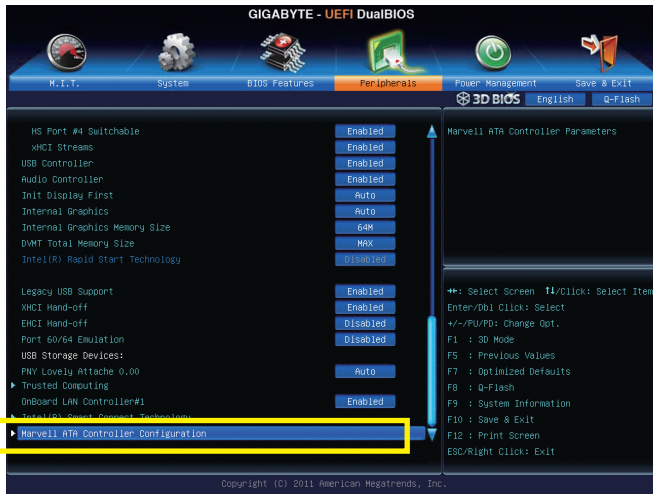 GIGABYTE - UEFI DualBIOS
M.I.T. System BIOS Features Peripherals Power Management Save & Exit
3D BIOS English Q-Flash
HS Port #4 Switchable Enabled
xHCI Streams Enabled
USB Controller Enabled
Audio Controller Enabled
Init Display First Auto
Internal Graphics Auto
Internal Graphics Memory Size 64M
DVMT Total Memory Size MAX
Intel(R) Rapid Start Technology Disabled
Legacy USB Support Enabled
XHCI Hand-off Enabled
EHCI Hand-off Disabled
Port 60/64 Emulation Disabled
USB Storage Devices:
PNY Lovely Attache 0.00 Auto
Trusted Computing
OnBoard LAN Controller#1 Enabled
Intel(R) Smart Connect Technology
Marvell ATA Controller Configuration
Marvell ATA Controller Parameters
→←: Select Screen ↑↓/Click: Select Item
Enter/Dbl Click: Select
+/-/PU/PD: Change Opt.
F1 : 3D Mode
F5 : Previous Values
F7 : Optimized Defaults
F8 : Q-Flash
F9 : System Information
F10 : Save & Exit
F12 : Print Screen
ESC/Right Click: Exit
Copyright (C) 2011 American Megatrends, Inc.